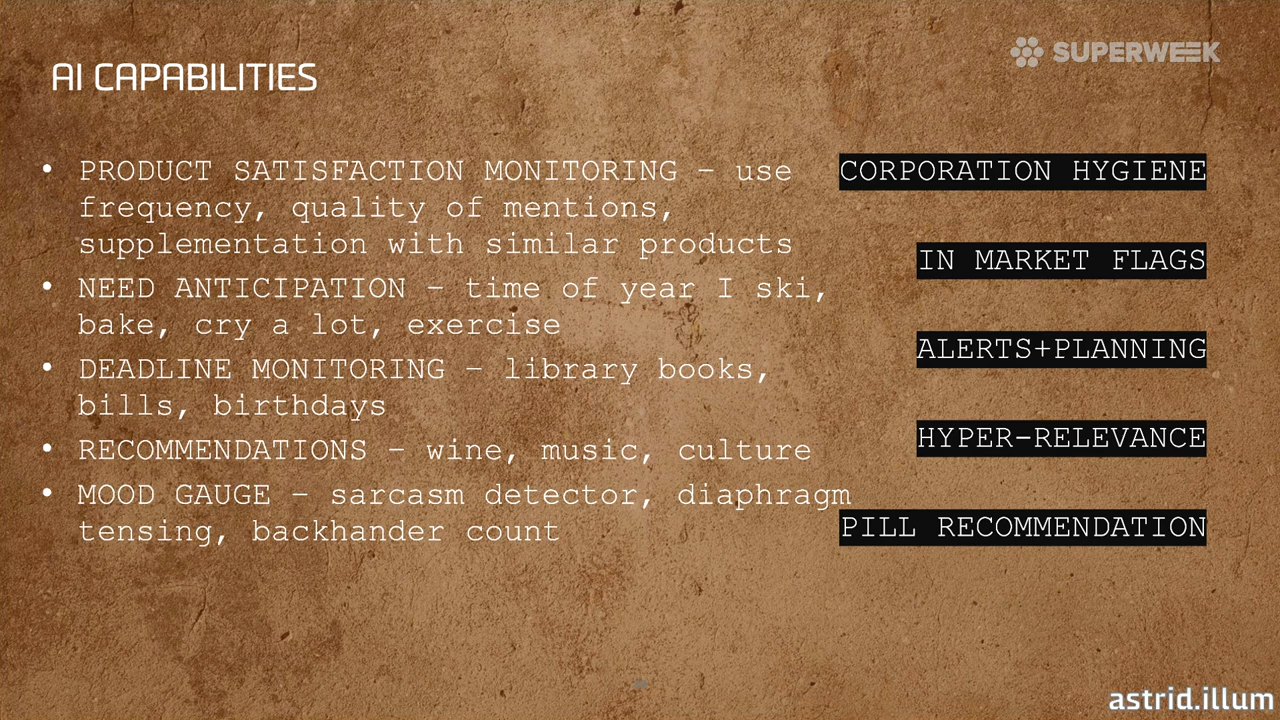 AI CAPABILITIES
SUPERWEEK
• PRODUCT SATISFACTION MONITORING – use
frequency, quality of mentions,
supplementation with similar products
• NEED ANTICIPATION – time of year I ski,
bake, cry a lot, exercise
• DEADLINE MONITORING – library books,
bills, birthdays
• RECOMMENDATIONS – wine, music, culture
• MOOD GAUGE – sarcasm detector, diaphragm
tensing, backhander count
CORPORATION HYGIENE
IN MARKET FLAGS
ALERTS+PLANNING
HYPER-RELEVANCE
PILL RECOMMENDATION
astrid.illum